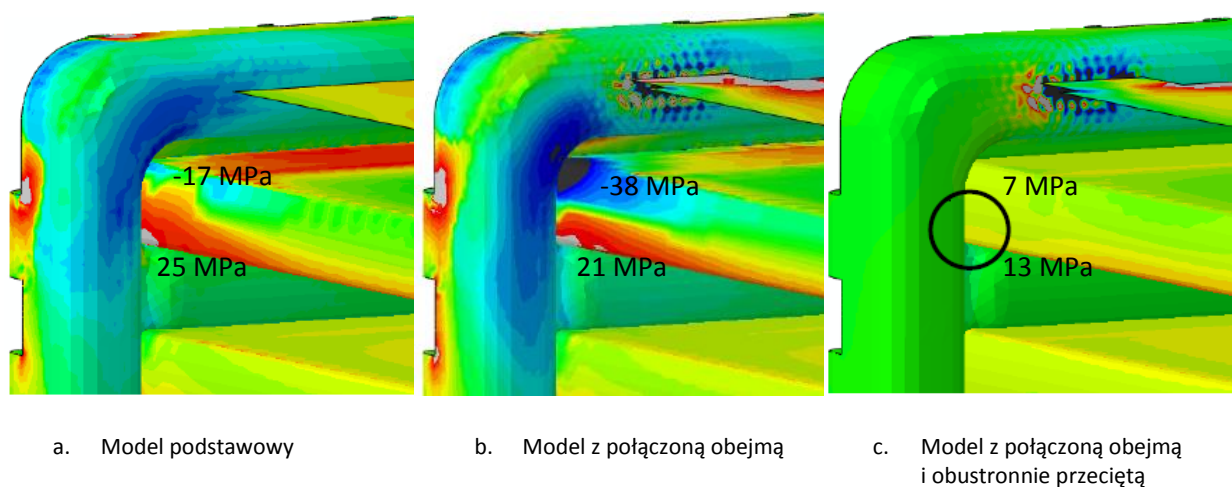 -17 MPa
25 MPa
-38 MPa
21 MPa
7 MPa
13 MPa
a. Model podstawowy
b. Model z połączoną obejmą
c. Model z połączoną obejmą
i obustronnie przeciętą